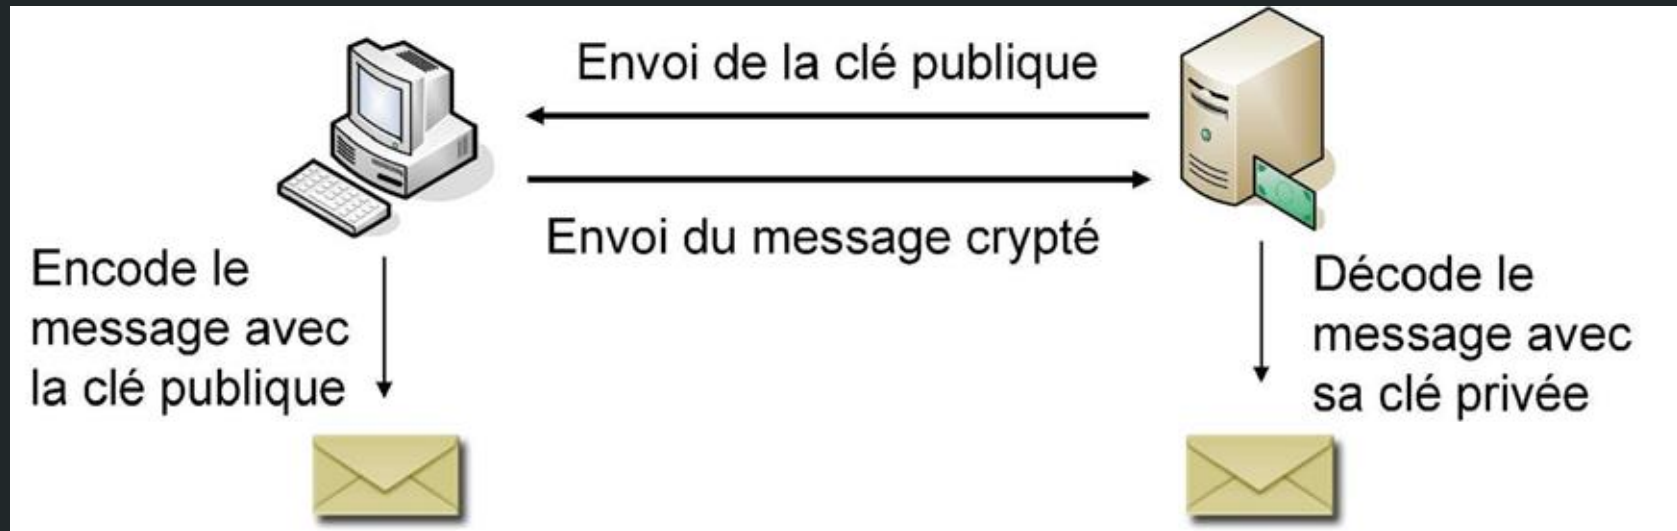 Envoi de la clé publique
Envoi du message crypté
Encode le
message avec
la clé publique
Décode le
message avec
sa clé privée